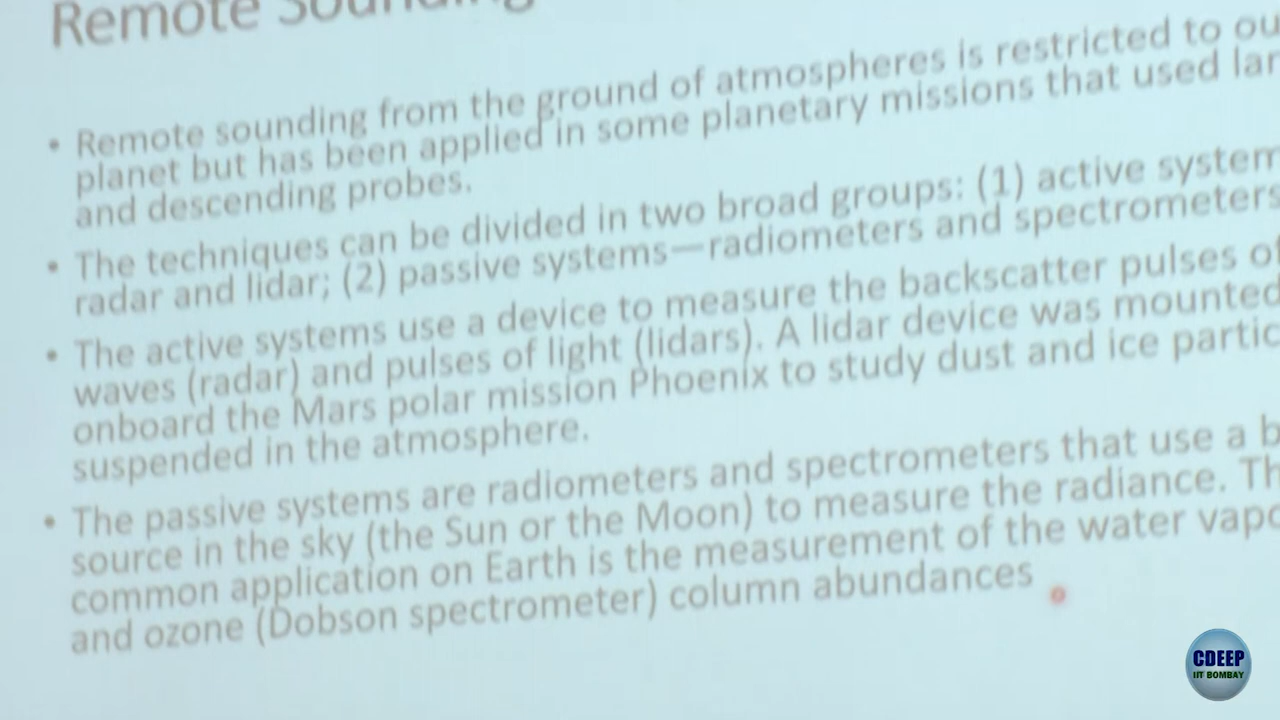 Remote Sounding
• Remote sounding from the ground of atmospheres is restricted to ou
planet but has been applied in some planetary missions that used lan
and descending probes.
• The techniques can be divided in two broad groups: (1) active system
radar and lidar; (2) passive systems—radiometers and spectrometers
• The active systems use a device to measure the backscatter pulses of
waves (radar) and pulses of light (lidars). A lidar device was mounted
onboard the Mars polar mission Phoenix to study dust and ice partic
suspended in the atmosphere.
• The passive systems are radiometers and spectrometers that use a b
source in the sky (the Sun or the Moon) to measure the radiance. Th
common application on Earth is the measurement of the water vapo
and ozone (Dobson spectrometer) column abundances
CDEEP
IIT BOMBAY